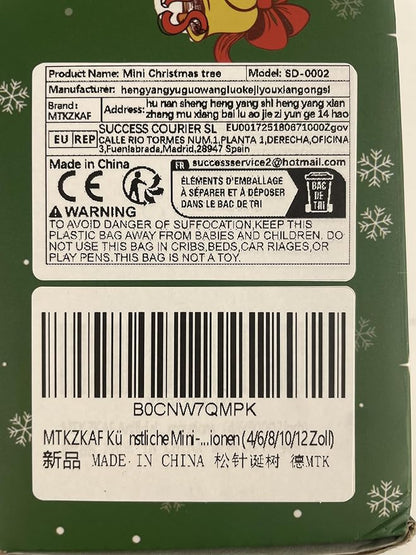 Product Name: Mini Christmas tree Model: SD-0002
Manufacturer: hengyangyuguowangluokejiyouxiangongsi
Brand: MTKZKAF
Address: hu nan sheng heng yang shi heng yang xian
zhang mu xiang bai lu ao jie zi yun ge 14 hao
EU REP
SUCCESS COURIER SL EU00172518087100OZgov
CALLE RIO TORMES NUM.1,PLANTA 1,DERECHA,OFICINA
3,Fuenlabrada,Madrid,28947 Spain
Made in China
FR successservice2@hotmail.com
CE
ÉLÉMENTS D'EMBALLAGE
À SÉPARER ET À DÉPOSER
DANS LE BAC DE TRI
BAC
DE
TRI
WARNING
TO AVOID DANGER OF SUFFOCATION,KEEP THIS
PLASTIC BAG AWAY FROM BABIES AND CHILDREN. DO
NOT USE THIS BAG IN CRIBS,BEDS,CAR RIAGES,OR
PLAY PENS.THIS BAG IS NOT A TOY.
B0CNW7QMPK
MTKZKAF Kü nstliche Mini-...ionen (4/6/8/10/12 Zoll)
新品 MADE IN CHINA 松针诞树 德MTK